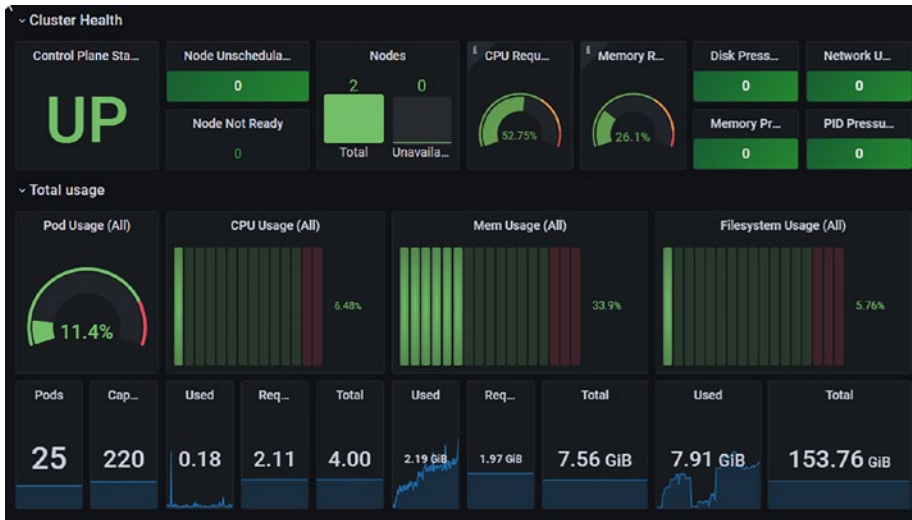 Cluster Health
Control Plane Sta...
UP
Node Unschedula...
0
Node Not Ready
0
Nodes
2 0
Total Unavaila...
i CPU Requ...
52.75%
i Memory R...
26.1%
Disk Press...
0
Network U...
0
Memory Pr...
0
PID Pressu...
0
Total usage
Pod Usage (All)
11.4%
CPU Usage (All)
6.48%
Mem Usage (All)
33.9%
Filesystem Usage (All)
5.76%
Pods
25
Cap...
220
Used
0.18
Req...
2.11
Total
4.00
Used
2.19 GiB
Req...
1.97 GiB
Total
7.56 GiB
Used
7.91 GiB
Total
153.76 GiB